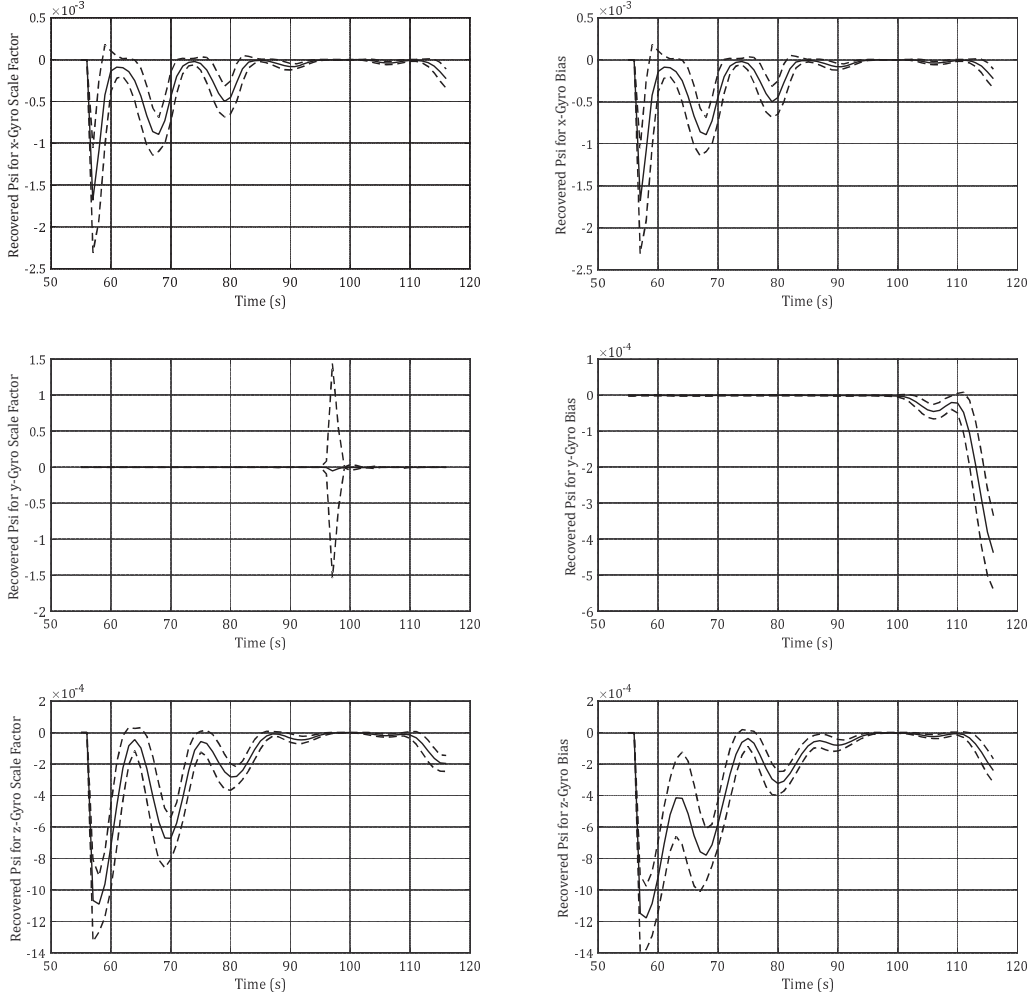 ×10⁻³
0.5
0
-0.5
-1
-1.5
-2
-2.5
50 60 70 80 90 100 110 120
Time (s)
Recovered Psi for x-Gyro Scale Factor
×10⁻³
0.5
0
-0.5
-1
-1.5
-2
-2.5
50 60 70 80 90 100 110 120
Time (s)
Recovered Psi for x-Gyro Bias
1.5
1
0.5
0
-0.5
-1
-1.5
-2
50 60 70 80 90 100 110 120
Time (s)
Recovered Psi for y-Gyro Scale Factor
×10⁻⁴
1
0
-1
-2
-3
-4
-5
-6
50 60 70 80 90 100 110 120
Time (s)
Recovered Psi for y-Gyro Bias
×10⁻⁴
2
0
-2
-4
-6
-8
-10
-12
-14
50 60 70 80 90 100 110 120
Time (s)
Recovered Psi for z-Gyro Scale Factor
×10⁻⁴
2
0
-2
-4
-6
-8
-10
-12
-14
50 60 70 80 90 100 110 120
Time (s)
Recovered Psi for z-Gyro Bias